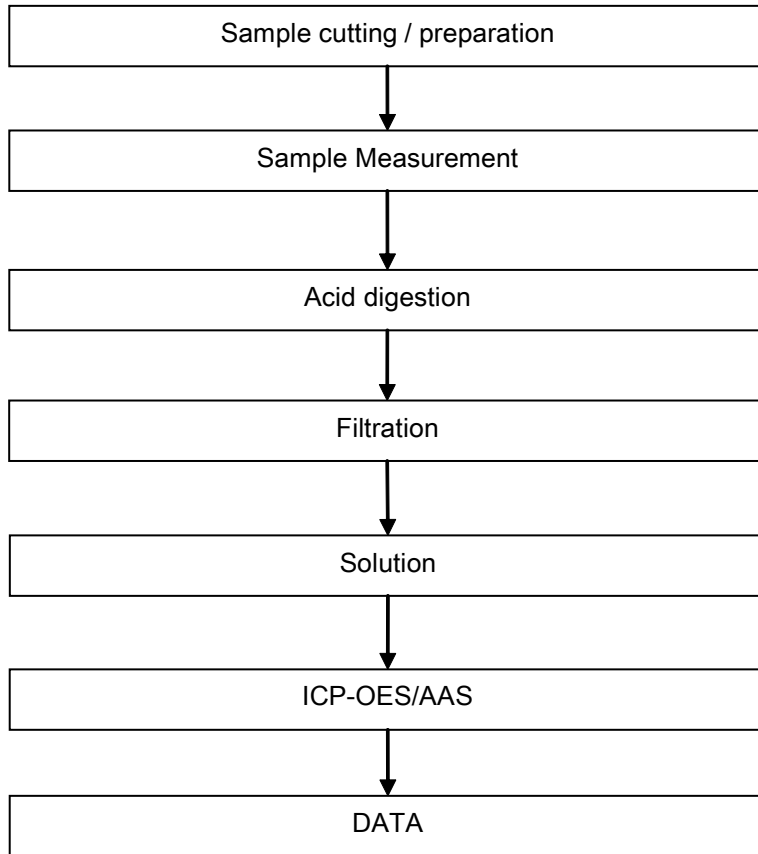 Sample cutting / preparation
Sample Measurement
Acid digestion
Filtration
Solution
ICP-OES/AAS
DATA